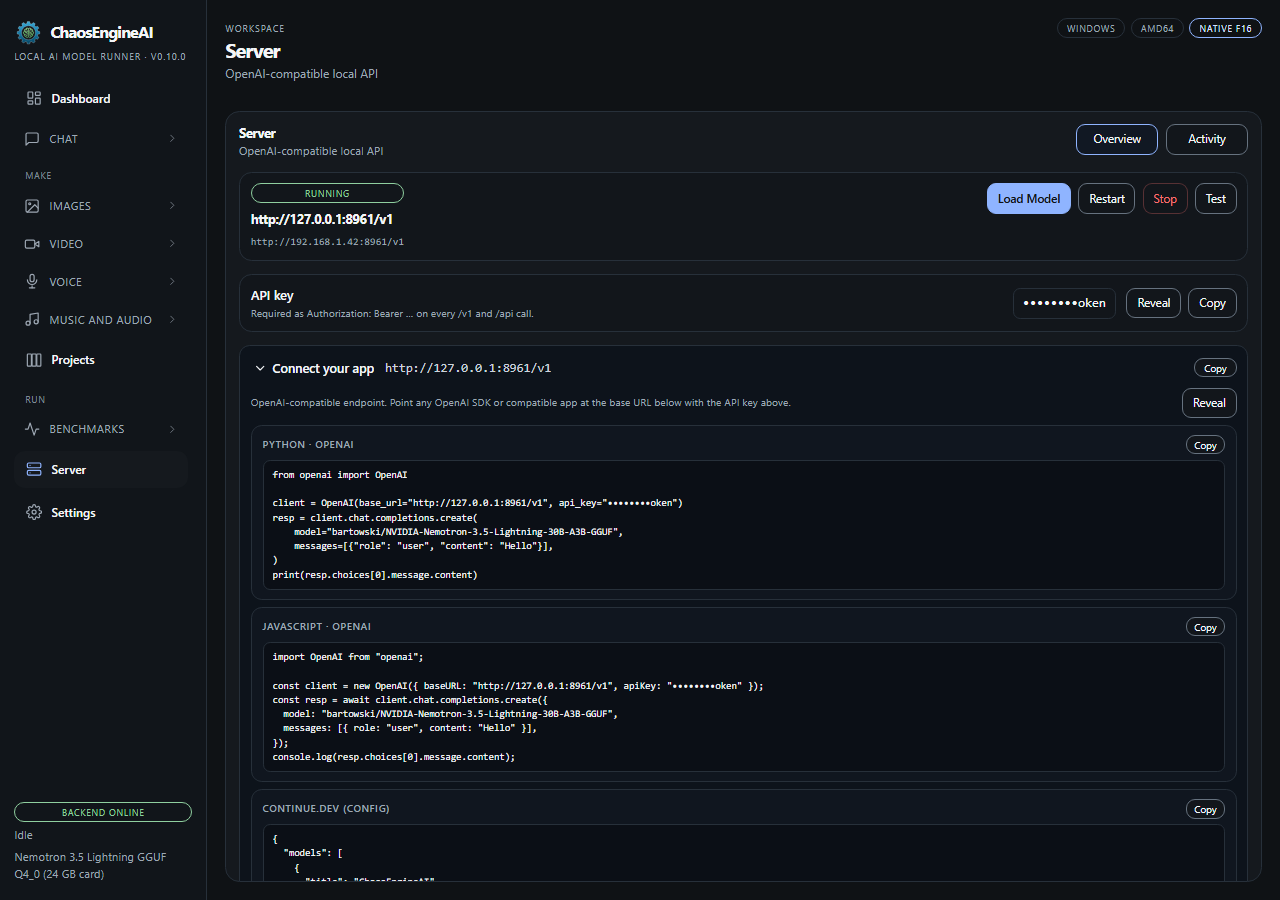 ChaosEngineAI
LOCAL AI MODEL RUNNER · V0.10.0
Dashboard
CHAT
MAKE
IMAGES
VIDEO
VOICE
MUSIC AND AUDIO
Projects
RUN
BENCHMARKS
Server
Settings
BACKEND ONLINE
Idle
Nemotron 3.5 Lightning GGUF
Q4_0 (24 GB card)
WORKSPACE
Server
OpenAI-compatible local API
WINDOWS
AMD64
NATIVE F16
Server
OpenAI-compatible local API
Overview
Activity
RUNNING
http://127.0.0.1:8961/v1
http://192.168.1.42:8961/v1
Load Model
Restart
Stop
Test
API key
Required as Authorization: Bearer ... on every /v1 and /api call.
••••••••oken
Reveal
Copy
Connect your app http://127.0.0.1:8961/v1
Copy
OpenAI-compatible endpoint. Point any OpenAI SDK or compatible app at the base URL below with the API key above.
Reveal
PYTHON · OPENAI
Copy
from openai import OpenAI
client = OpenAI(base_url="http://127.0.0.1:8961/v1", api_key="••••••••oken")
resp = client.chat.completions.create(
    model="bartowski/NVIDIA-Nemotron-3.5-Lightning-30B-A3B-GGUF",
    messages=[{"role": "user", "content": "Hello"}],
)
print(resp.choices[0].message.content)
JAVASCRIPT · OPENAI
Copy
import OpenAI from "openai";
const client = new OpenAI({ baseURL: "http://127.0.0.1:8961/v1", apiKey: "••••••••oken" });
const resp = await client.chat.completions.create({
  model: "bartowski/NVIDIA-Nemotron-3.5-Lightning-30B-A3B-GGUF",
  messages: [{ role: "user", content: "Hello" }],
});
console.log(resp.choices[0].message.content);
CONTINUE.DEV (CONFIG)
Copy
{
  "models": [
    {
      "title": "ChaosEngineAI"